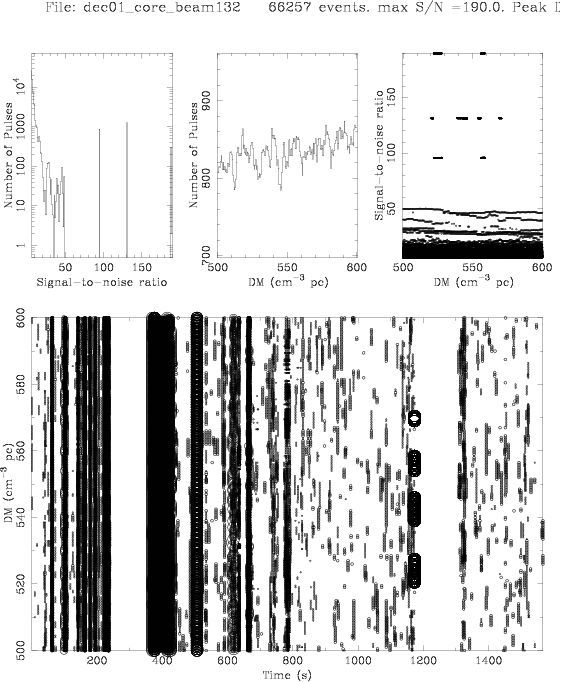 File: dec01_core_beam132 66257 events. max S/N =190.0. Peak D
Number of Pulses
1 10 100 1000 10⁴
50 100 150
Signal-to-noise ratio
Number of Pulses
700 800 900
500 550 600
DM (cm⁻³ pc)
Signal-to-noise ratio
50 100 150
500 550 600
DM (cm⁻³ pc)
DM (cm⁻³ pc)
600
580
560
540
520
500
200 400 600 800 1000 1200 1400
Time (s)